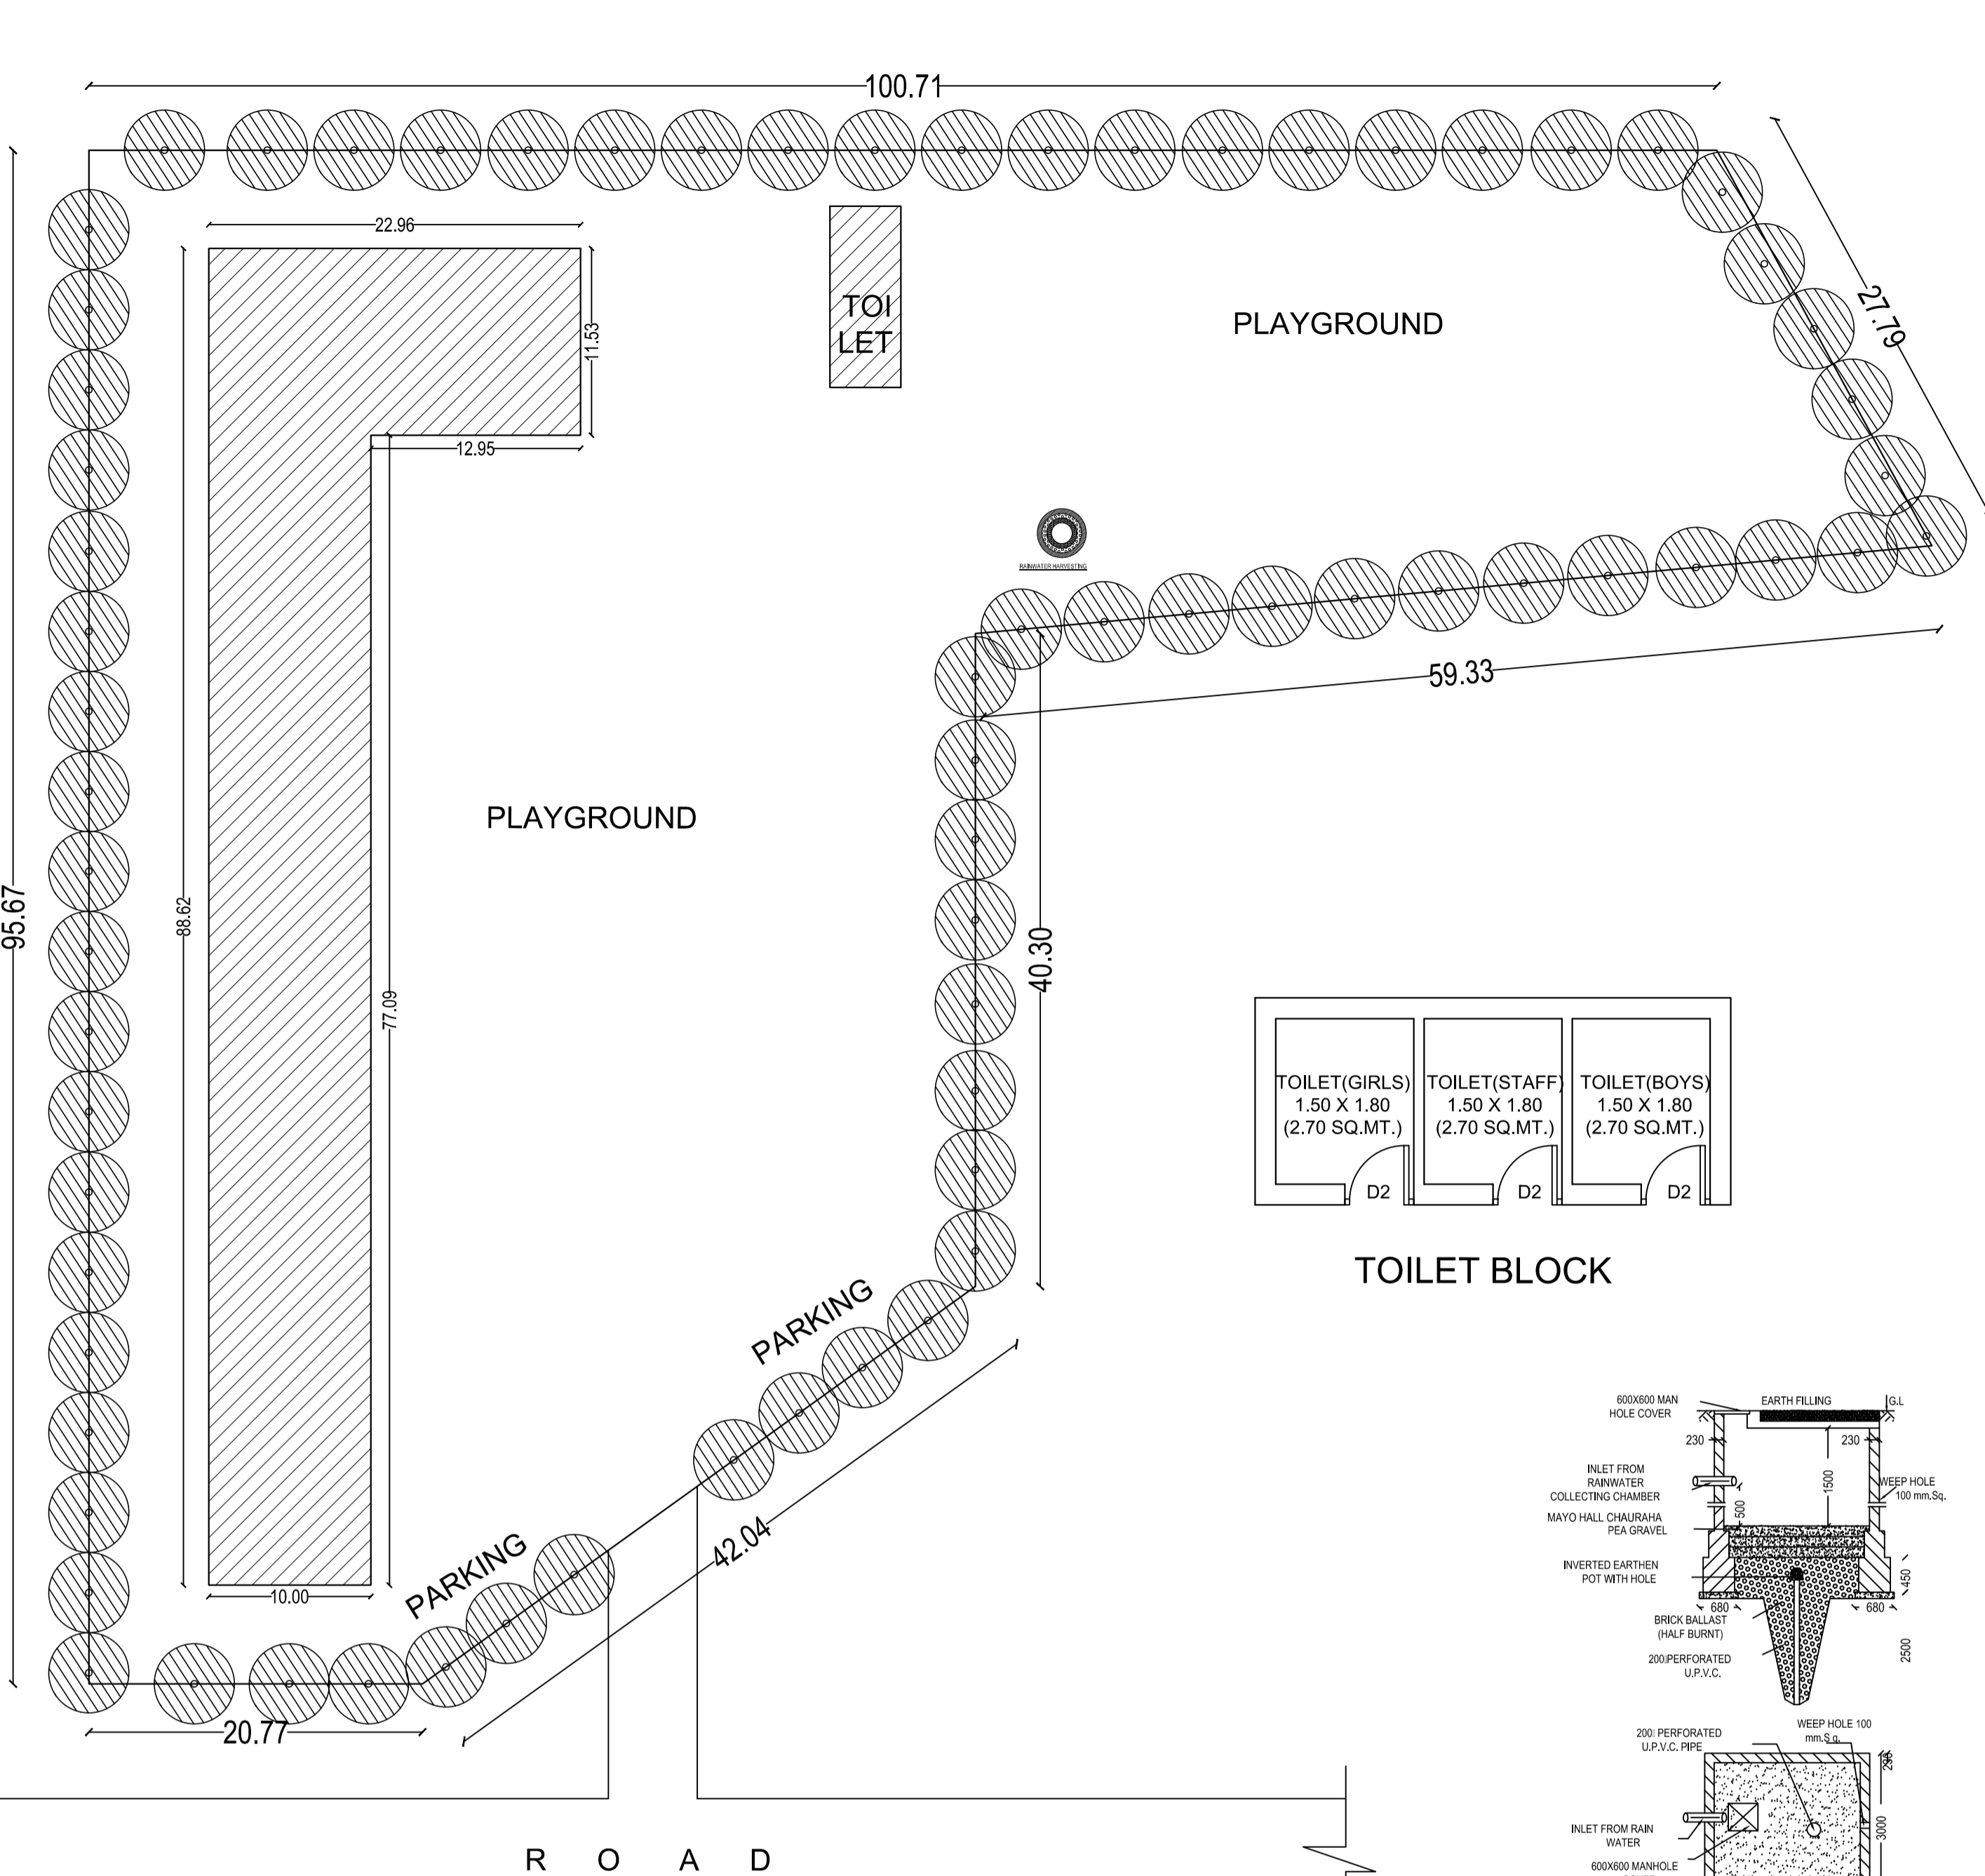 100.71
27.79
22.96
11.53
12.95
TOI
LET
PLAYGROUND
RAINWATER HARVESTING
59.33
95.67
88.62
77.09
PLAYGROUND
40.30
TOILET(GIRLS)
1.50 X 1.80
(2.70 SQ.MT.)
TOILET(STAFF)
1.50 X 1.80
(2.70 SQ.MT.)
TOILET(BOYS)
1.50 X 1.80
(2.70 SQ.MT.)
D2
D2
D2
TOILET BLOCK
PARKING
PARKING
42.04
10.00
20.77
R O A D
600X600 MAN
HOLE COVER
EARTH FILLING
G.L
230
230
INLET FROM
RAINWATER
COLLECTING CHAMBER
1500
500
WEEP HOLE
100 mm.Sq.
MAYO HALL CHAURAHA
PEA GRAVEL
INVERTED EARTHEN
POT WITH HOLE
450
680
680
BRICK BALLAST
(HALF BURNT)
2500
200 PERFORATED
U.P.V.C.
200 PERFORATED
U.P.V.C. PIPE
WEEP HOLE 100
mm.Sq.
3000
INLET FROM RAIN
WATER
600X600 MANHOLE